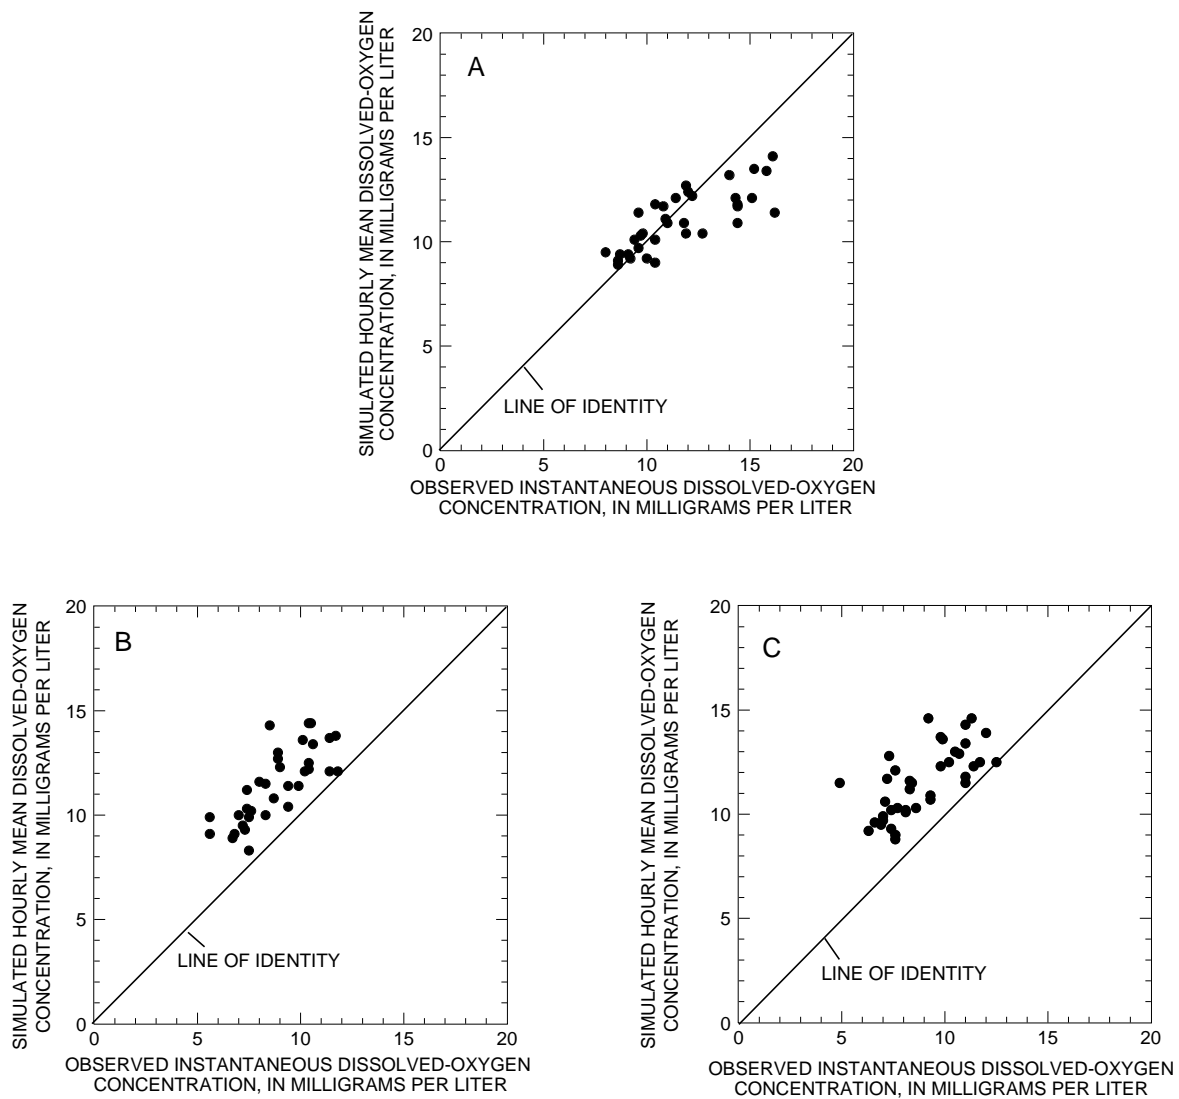 SIMULATED HOURLY MEAN DISSOLVED-OXYGEN
CONCENTRATION, IN MILLIGRAMS PER LITER
A
20
15
10
5
0
LINE OF IDENTITY
0 5 10 15 20
OBSERVED INSTANTANEOUS DISSOLVED-OXYGEN
CONCENTRATION, IN MILLIGRAMS PER LITER
SIMULATED HOURLY MEAN DISSOLVED-OXYGEN
CONCENTRATION, IN MILLIGRAMS PER LITER
B
20
15
10
5
0
LINE OF IDENTITY
0 5 10 15 20
OBSERVED INSTANTANEOUS DISSOLVED-OXYGEN
CONCENTRATION, IN MILLIGRAMS PER LITER
SIMULATED HOURLY MEAN DISSOLVED-OXYGEN
CONCENTRATION, IN MILLIGRAMS PER LITER
C
20
15
10
5
0
LINE OF IDENTITY
0 5 10 15 20
OBSERVED INSTANTANEOUS DISSOLVED-OXYGEN
CONCENTRATION, IN MILLIGRAMS PER LITER